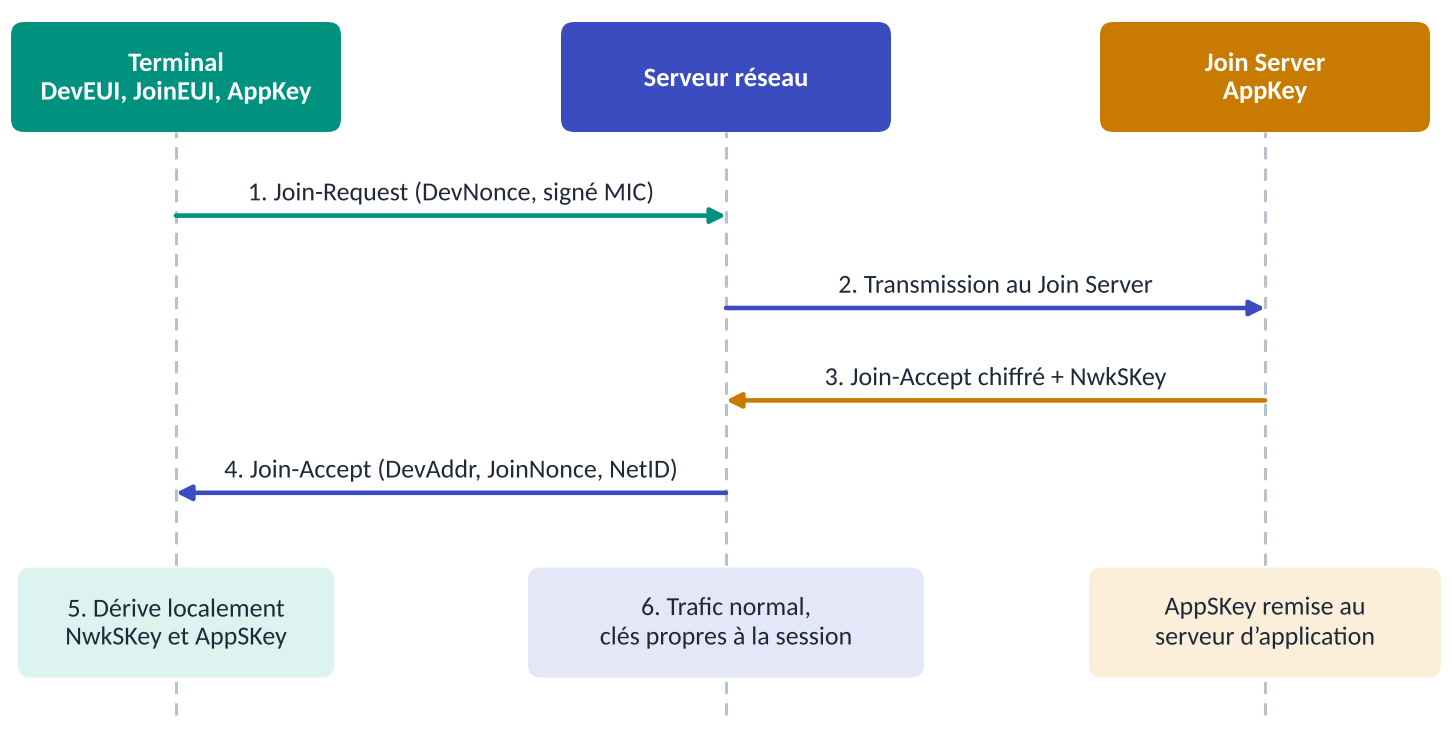 Terminal
DevEUI, JoinEUI, AppKey
Serveur réseau
Join Server
AppKey
1. Join-Request (DevNonce, signé MIC)
2. Transmission au Join Server
3. Join-Accept chiffré + NwkSKey
4. Join-Accept (DevAddr, JoinNonce, NetID)
5. Dérive localement
NwkSKey et AppSKey
6. Trafic normal,
clés propres à la session
AppSKey remise au
serveur d’application